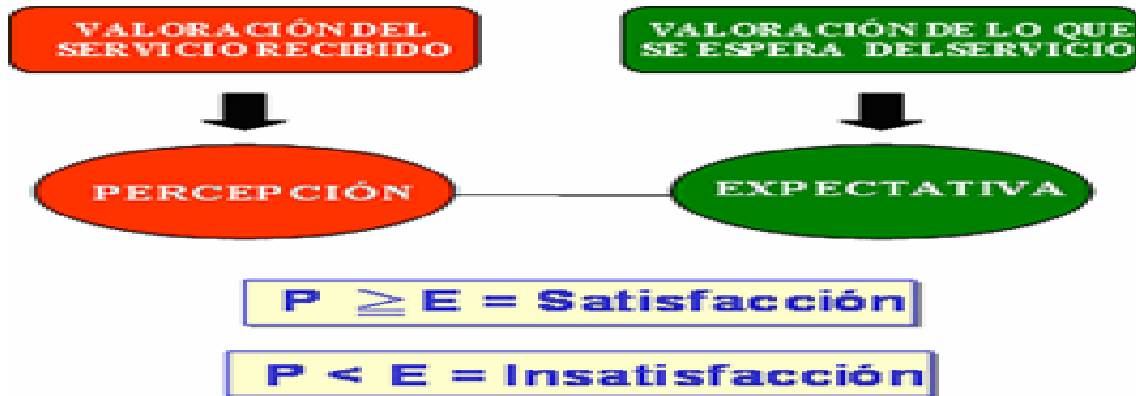 VALORACIÓN DEL
SERVICIO RECIBIDO
VALORACIÓN DE LO QUE
SE ESPERA DEL SERVICIO
PERCEPCIÓN
EXPECTATIVA
P ≧ E = Satisfacción
P < E = Insatisfacción